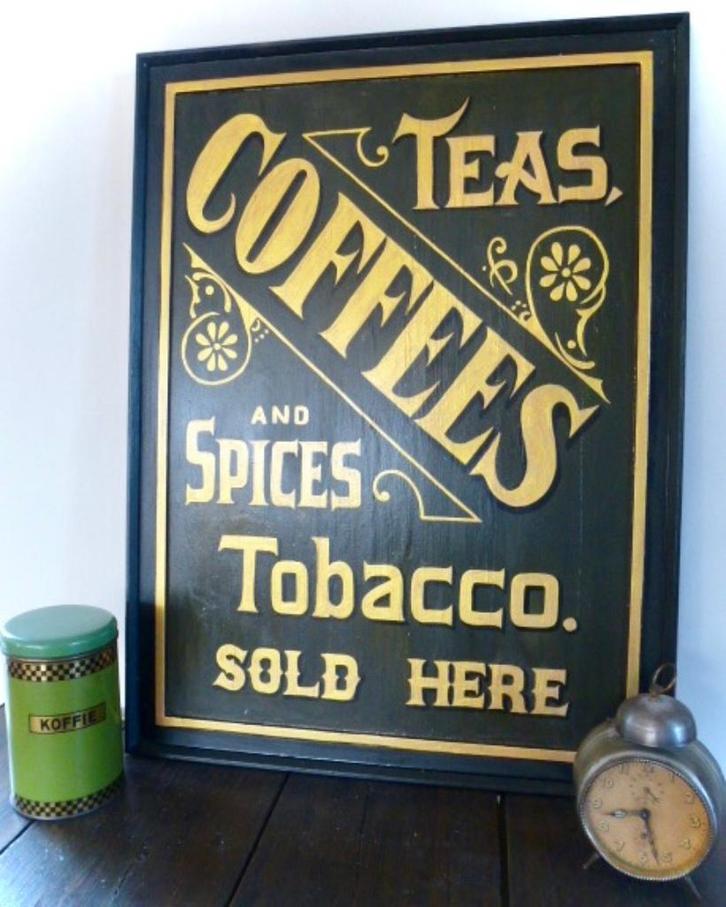 TEAS,
COFFEES
AND
SPICES
Tobacco.
SOLD HERE
KOFFIE